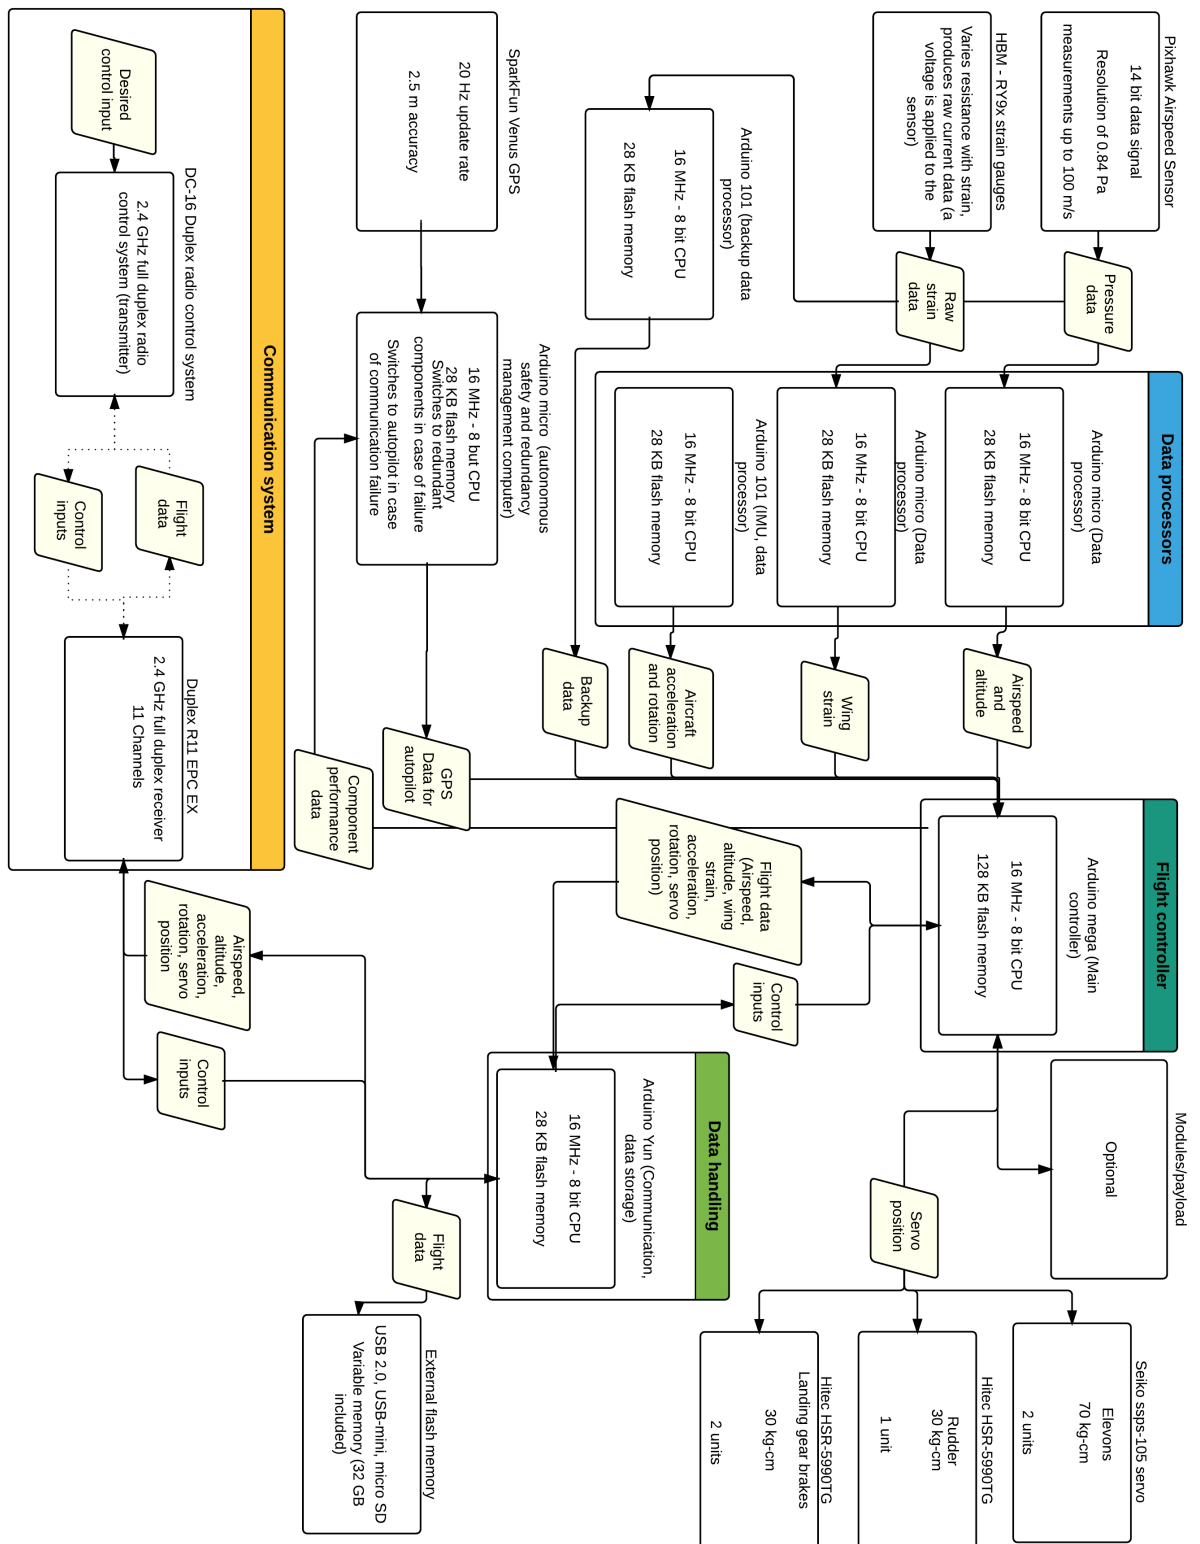 Pixhawk Airspeed Sensor
14 bit data signal
Resolution of 0.84 Pa
measurements up to 100 m/s
Pressure
data
HBM - RY9x strain gauges
Varies resistance with strain,
produces raw current data (a
voltage is applied to the
sensor)
Raw
strain
data
Arduino 101 (backup data
processor)
16 MHz - 8 bit CPU
28 KB flash memory
SparkFun Venus GPS
20 Hz update rate
2.5 m accuracy
Data processors
Arduino micro (Data
processor)
16 MHz - 8 bit CPU
28 KB flash memory
Arduino micro (Data
processor)
16 MHz - 8 bit CPU
28 KB flash memory
Arduino 101 (IMU, data
processor)
16 MHz - 8 bit CPU
28 KB flash memory
Arduino micro (autonomous
safety and redundancy
management computer)
16 MHz - 8 but CPU
28 KB flash memory
Switches to redundant
components in case of failure
Switches to autopilot in case
of communication failure
Airspeed
and
altitude
Wing
strain
Aircraft
acceleration
and rotation
Backup
data
GPS
Data for
autopilot
Component
performance
data
Flight controller
Arduino mega (Main
controller)
16 MHz - 8 bit CPU
128 KB flash memory
Flight data
(Airspeed,
altitude, wing
strain,
acceleration,
rotation, servo
position)
Control
inputs
Data handling
Arduino Yun (Communication,
data storage)
16 MHz - 8 bit CPU
28 KB flash memory
Modules/payload
Optional
Servo
position
Seiko ssps-105 servo
Elevons
70 kg-cm
2 units
Hitec HSR-5990TG
Rudder
30 kg-cm
1 unit
Hitec HSR-5990TG
Landing gear brakes
30 kg-cm
2 units
Flight
data
External flash memory
USB 2.0, USB-mini, micro SD
Variable memory (32 GB
included)
Communication system
Desired
control input
DC-16 Duplex radio control system
2.4 GHz full duplex radio
control system (transmitter)
Flight
data
Control
inputs
Duplex R11 EPC EX
2.4 GHz full duplex receiver
11 Channels
Airspeed,
altitude,
acceleration,
rotation, servo
position
Control
inputs